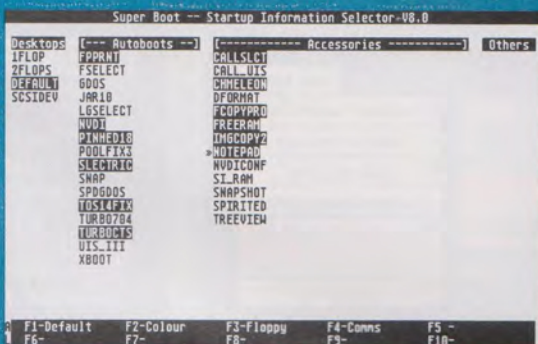 Super Boot -- Startup Information Selector-V8.0
Desktops [--- Autoboots --] [------------ Accessories -----------] Others
1FLOP FPPRNT CALLSLCT
2FLOPS FSELECT CALL_UIS
DEFAULT GDOS CHMELEON
SCSIDEV JAR18 DFORMAT
LGSELECT FCOPYPRO
NVDI FREERAM
PINHED18 IMGCOPY2
POOLFIX3 »NOTEPAD
SLECTRIC NVDICONF
SNAP SI_RAM
SPDGDOS SNAPSHOT
TOS14FIX SPIRITED
TURBO704 TREEVIEW
TURBOCTS
UIS_III
XBOOT
F1-Default F2-Colour F3-Floppy F4-Comms F5 -
F6- F7- F8- F9- F10-